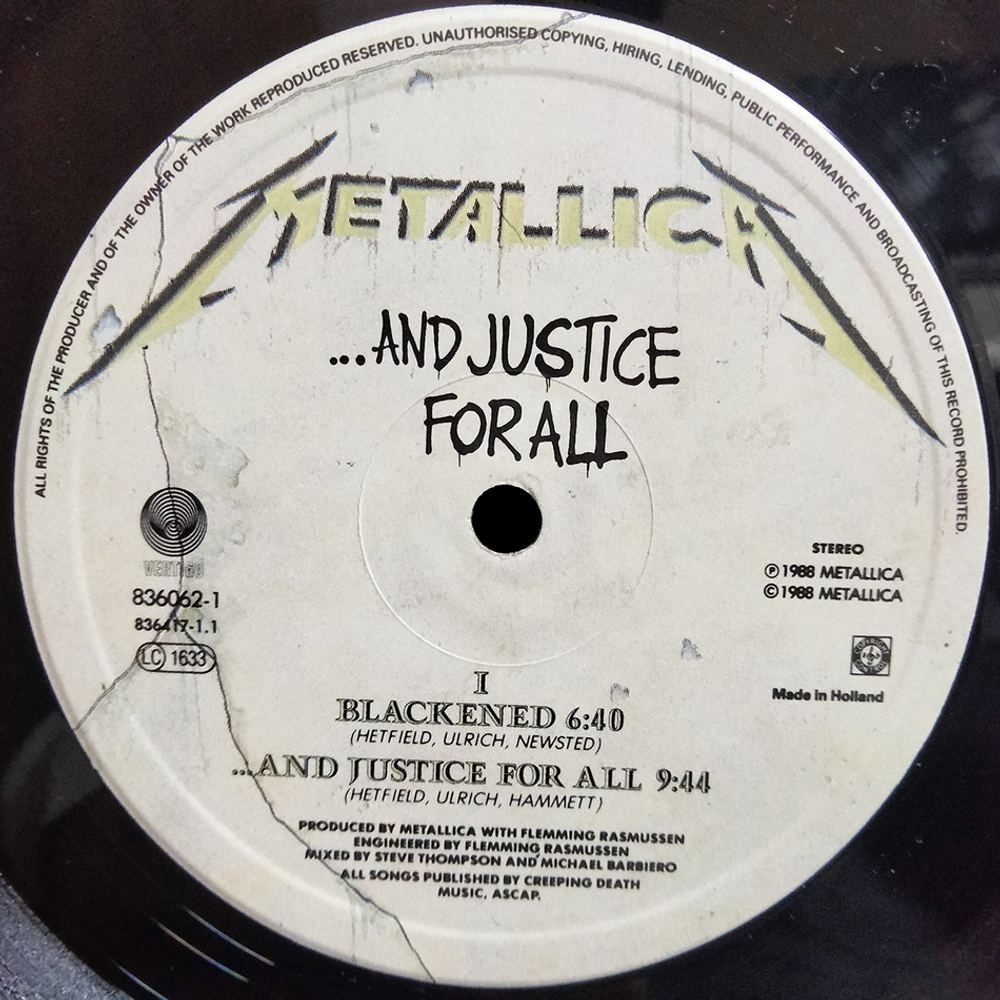 ALL RIGHTS OF THE PRODUCER AND OF THE OWNER OF THE WORK REPRODUCED RESERVED. UNAUTHORISED COPYING, HIRING, LENDING, PUBLIC PERFORMANCE AND BROADCASTING OF THIS RECORD PROHIBITED.
METALLICA
...AND JUSTICE
FOR ALL
VERTIGO
836062-1
836417-1.1
LC 1633
STEREO
Ⓟ1988 METALLICA
©1988 METALLICA
Made in Holland
I
BLACKENED 6:40
(HETFIELD, ULRICH, NEWSTED)
...AND JUSTICE FOR ALL 9:44
(HETFIELD, ULRICH, HAMMETT)
PRODUCED BY METALLICA WITH FLEMMING RASMUSSEN
ENGINEERED BY FLEMMING RASMUSSEN
MIXED BY STEVE THOMPSON AND MICHAEL BARBIERO
ALL SONGS PUBLISHED BY CREEPING DEATH
MUSIC, ASCAP.